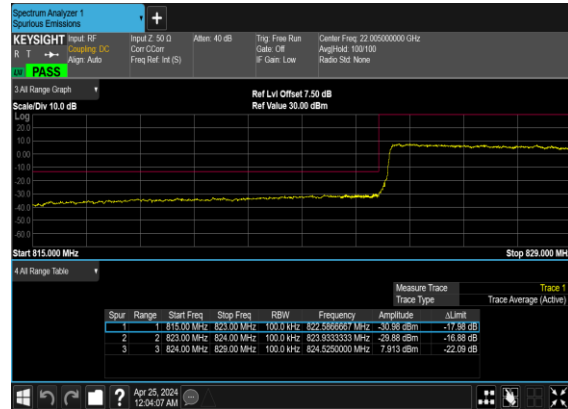 Spectrum Analyzer 1
Spurious Emissions
+
KEYSIGHT Input: RF Input Z: 50 Ω Atten: 40 dB Trig: Free Run Center Freq: 22.005000000 GHz
R T Coupling: DC Corr CCorr Gate: Off Avg|Hold: 100/100
Align: Auto Freq Ref: Int (S) IF Gain: Low Radio Std: None
LW PASS
3 All Range Graph Ref Lvl Offset 7.50 dB
Scale/Div 10.0 dB Ref Value 30.00 dBm
Log
20.0
10.0
0.00
-10.0
-20.0
-30.0
-40.0
-50.0
-60.0
Start 815.000 MHz Stop 829.000 MHz
4 All Range Table
Measure Trace Trace 1
Trace Type Trace Average (Active)
Spur Range Start Freq Stop Freq RBW Frequency Amplitude ΔLimit
1 1 815.00 MHz 823.00 MHz 100.0 kHz 822.5866667 MHz -30.98 dBm -17.98 dB
2 2 823.00 MHz 824.00 MHz 100.0 kHz 823.9333333 MHz -29.88 dBm -16.88 dB
3 3 824.00 MHz 829.00 MHz 100.0 kHz 824.5250000 MHz 7.913 dBm -22.09 dB
? Apr 25, 2024
12:04:07 AM